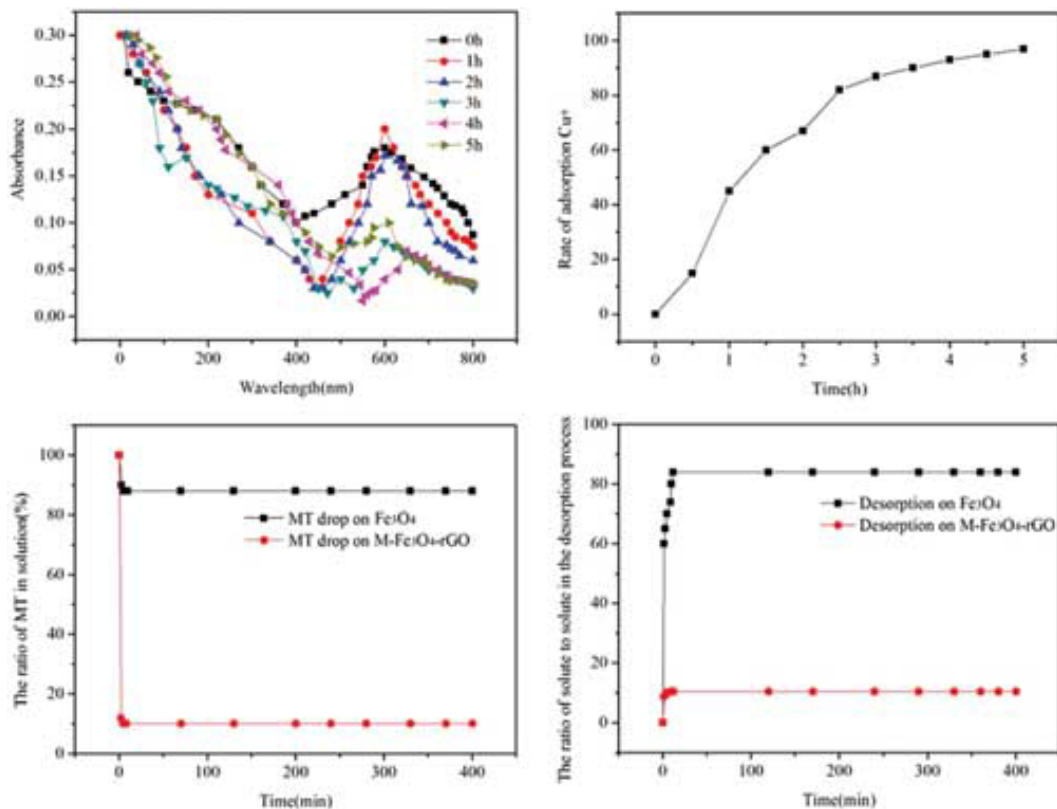 0.30
0.25
0.20
0.15
0.10
0.05
0.00
Absorbance
0h
1h
2h
3h
4h
5h
0 200 400 600 800
Wavelength(nm)
100
80
60
40
20
0
Rate of adsorption Cu+
0 1 2 3 4 5
Time(h)
100
80
60
40
20
0
The ratio of MT in solution(%)
MT drop on Fe3O4
MT drop on M-Fe3O4-rGO
0 100 200 300 400
Time(min)
100
80
60
40
20
0
The ratio of solute to solute in the desorption process
Desorption on Fe3O4
Desorption on M-Fe3O4-rGO
0 100 200 300 400
Time(min)